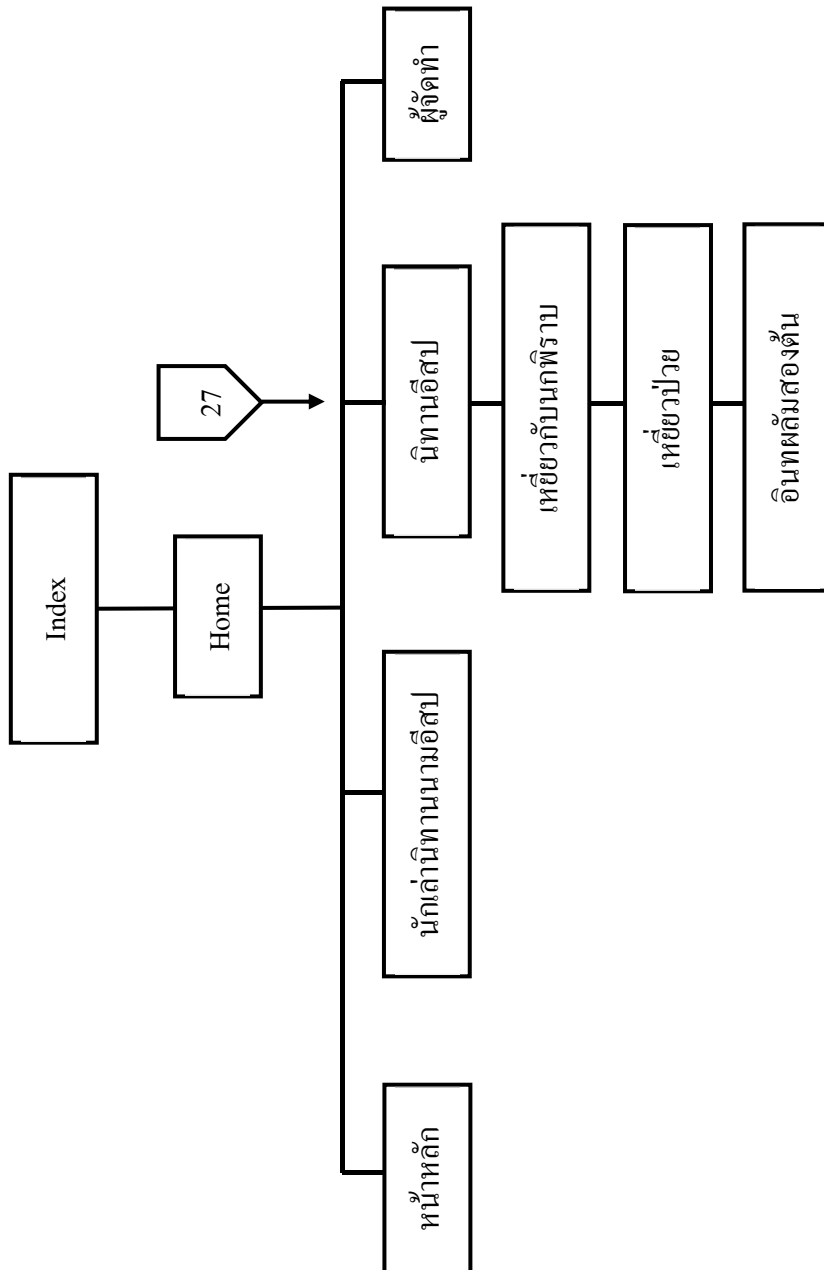 Index
Home
27
หน้าหลัก
นักเล่านิทานนามอีสป
นิทานอีสป
ผู้จัดทำ
เหยี่ยวกับนกพิราบ
เหยี่ยวป่วย
อินทผลัมสองต้น